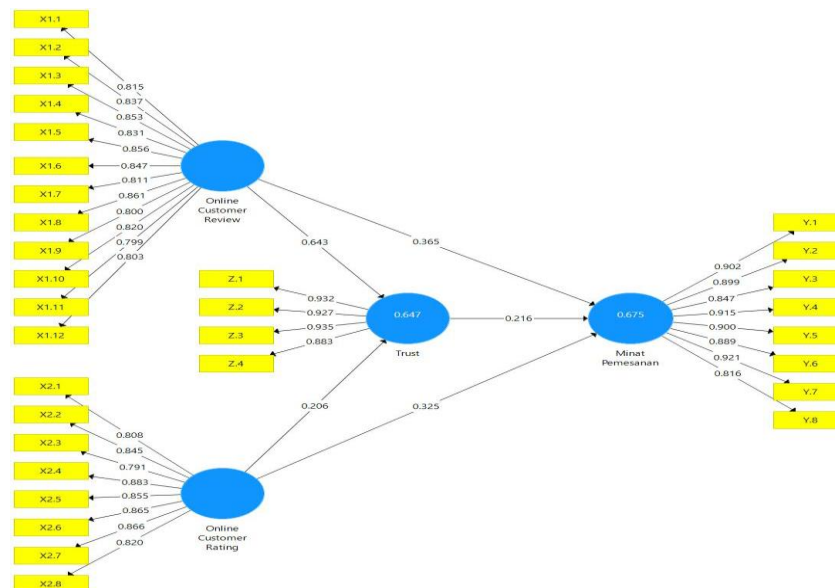 X1.1
X1.2
X1.3
X1.4
X1.5
X1.6
X1.7
X1.8
X1.9
X1.10
X1.11
X1.12
0.815
0.837
0.853
0.831
0.856
0.847
0.811
0.861
0.800
0.820
0.799
0.803
Online
Customer
Review
0.643
0.365
Z.1
Z.2
Z.3
Z.4
0.932
0.927
0.935
0.883
0.647
Trust
0.216
0.675
Minat
Pemesanan
0.902
0.899
0.847
0.915
0.900
0.889
0.921
0.816
Y.1
Y.2
Y.3
Y.4
Y.5
Y.6
Y.7
Y.8
0.206
0.325
X2.1
X2.2
X2.3
X2.4
X2.5
X2.6
X2.7
X2.8
0.808
0.845
0.791
0.883
0.855
0.865
0.866
0.820
Online
Customer
Rating